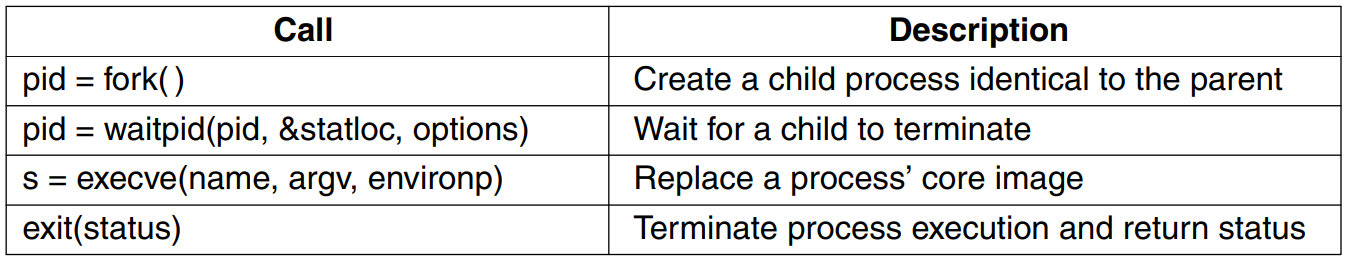 Call Description
pid = fork( ) Create a child process identical to the parent
pid = waitpid(pid, &statloc, options) Wait for a child to terminate
s = execve(name, argv, environp) Replace a process’ core image
exit(status) Terminate process execution and return status